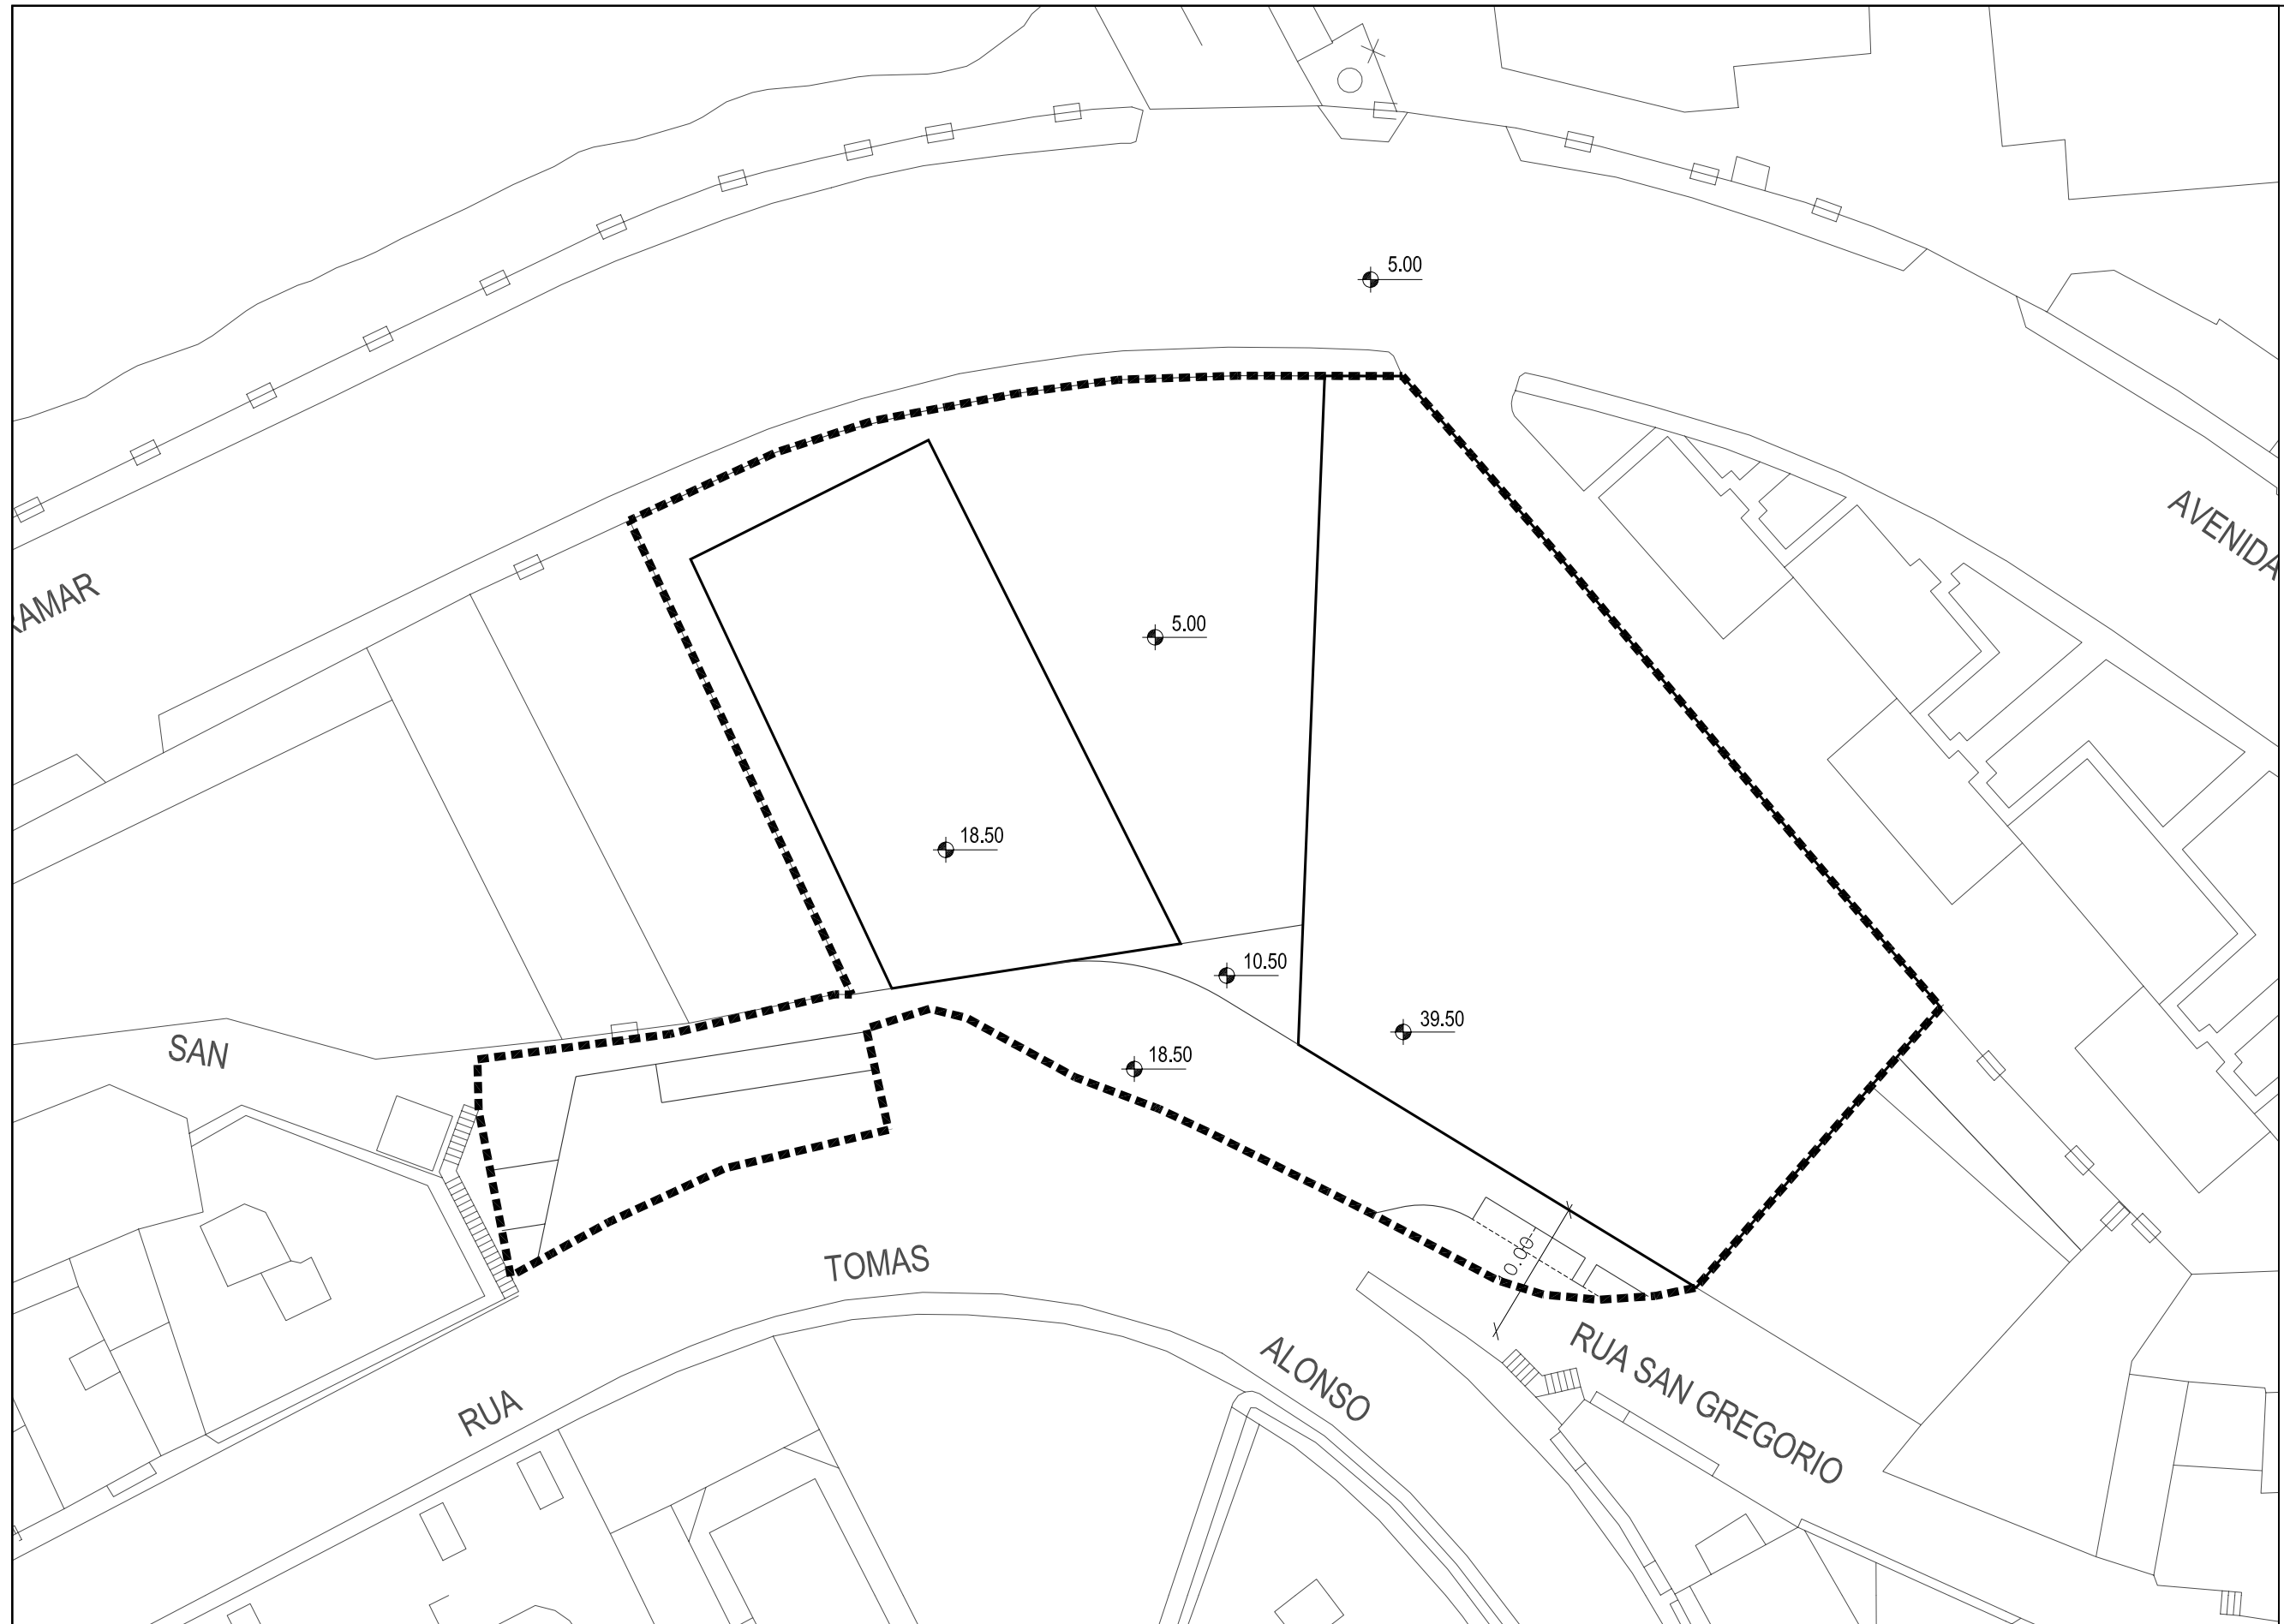 5.00
AVENIDA
RAMAR
5.00
18.50
10.50
39.50
SAN
18.50
TOMAS
RUA
ALONSO
RUA SAN GREGORIO